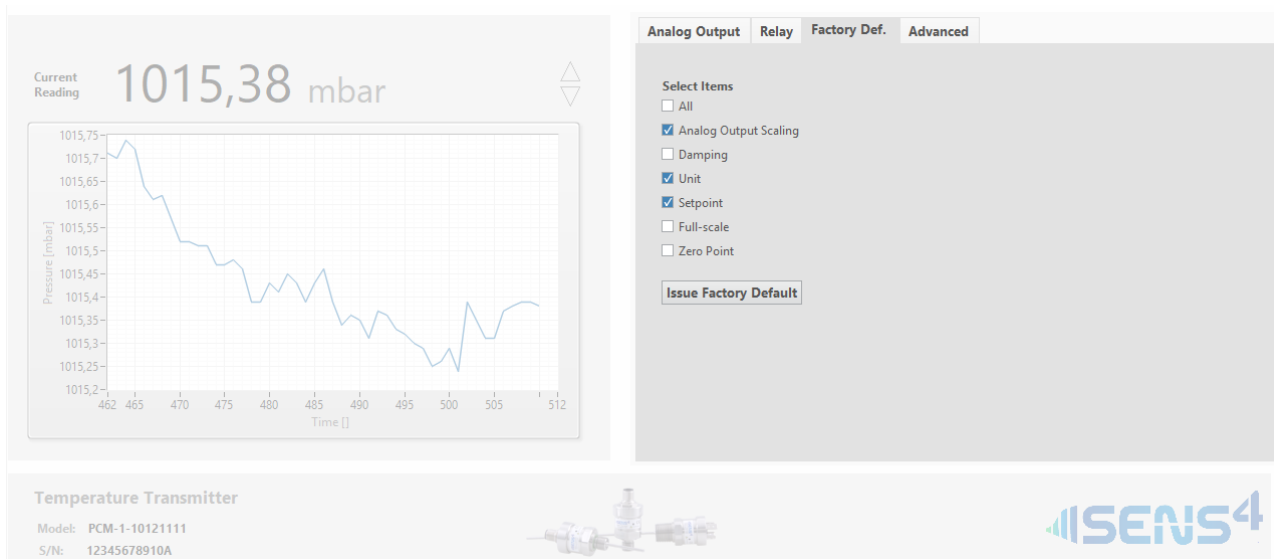 Current
Reading
1015,38 mbar
1015,75
1015,7
1015,65
1015,6
1015,55
1015,5
1015,45
1015,4
1015,35
1015,3
1015,25
1015,2
Pressure [mbar]
462 465 470 475 480 485 490 495 500 505 512
Time []
Analog Output Relay Factory Def. Advanced
Select Items
All
Analog Output Scaling
Damping
Unit
Setpoint
Full-scale
Zero Point
Issue Factory Default
Temperature Transmitter
Model: PCM-1-10121111
S/N: 12345678910A
SENS4